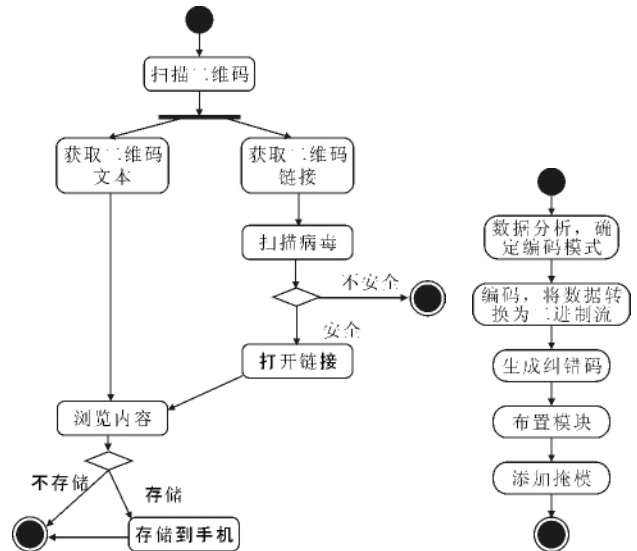 扫描二维码
获取二维码
文本
获取二维码
链接
扫描病毒
不安全
安全
打开链接
浏览内容
不存储
存储
存储到手机
数据分析，确
定编码模式
编码，将数据转
换为二进制流
生成纠错码
布置模块
添加掩模